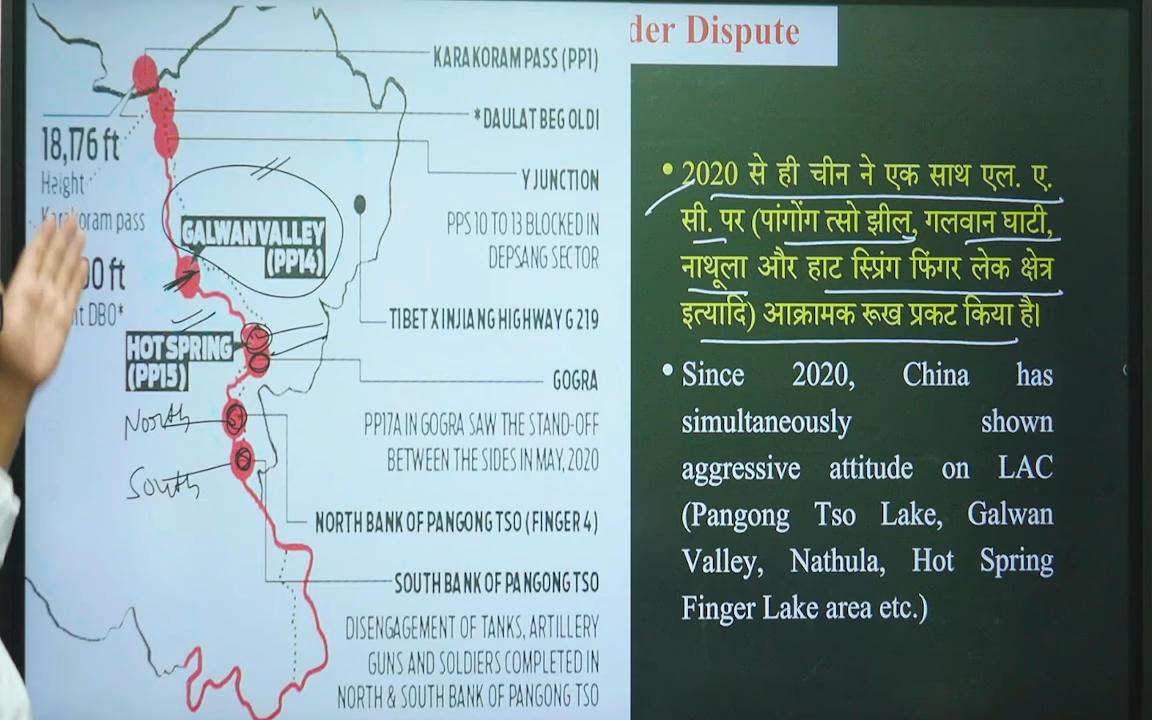 der Dispute
KARAKORAM PASS (PP1)
*DAULAT BEG OLDI
18,176 ft
Height
Y JUNCTION
pass
PPS 10 TO 13 BLOCKED IN
DEPSANG SECTOR
GALWAN VALLEY
(PP14)
ft
DBO*
TIBET XINJIANG HIGHWAY G 219
HOT SPRING
(PP15)
GOGRA
North
PP17A IN GOGRA SAW THE STAND-OFF
BETWEEN THE SIDES IN MAY, 2020
South
NORTH BANK OF PANGONG TSO (FINGER 4)
SOUTH BANK OF PANGONG TSO
DISENGAGEMENT OF TANKS, ARTILLERY
GUNS AND SOLDIERS COMPLETED IN
NORTH & SOUTH BANK OF PANGONG TSO
• 2020 से ही चीन ने एक साथ एल. ए.
सी. पर (पांगोंग त्सो झील, गलवान घाटी,
नाथूला और हाट स्प्रिंग फिंगर लेक क्षेत्र
इत्यादि) आक्रामक रूख प्रकट किया है।
• Since 2020, China has
simultaneously shown
aggressive attitude on LAC
(Pangong Tso Lake, Galwan
Valley, Nathula, Hot Spring
Finger Lake area etc.)